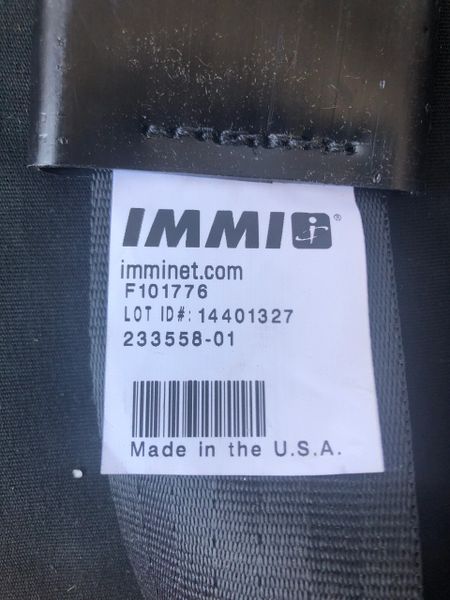 IMMI ®
imminet.com
F101776
LOT ID#: 14401327
233558-01
Made in the U.S.A.